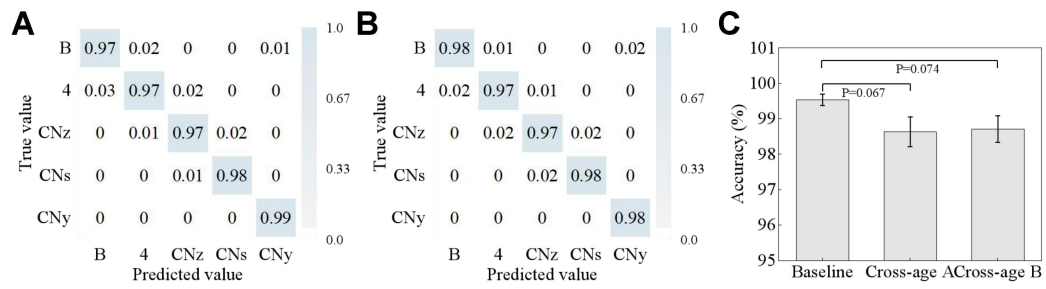 A
B
C
B 0.97 0.02 0 0 0.01
4 0.03 0.97 0.02 0 0
CNz 0 0.01 0.97 0.02 0
CNs 0 0 0.01 0.98 0
CNy 0 0 0 0 0.99
B 4 CNz CNs CNy
Predicted value
True value
1.0
0.67
0.33
0.0
B 0.98 0.01 0 0 0.02
4 0.02 0.97 0.01 0 0
CNz 0 0.02 0.97 0.02 0
CNs 0 0 0.02 0.98 0
CNy 0 0 0 0 0.98
B 4 CNz CNs CNy
Predicted value
True value
1.0
0.67
0.33
0.0
101
100
99
98
97
96
95
Accuracy (%)
P=0.074
P=0.067
Baseline Cross-age A Cross-age B